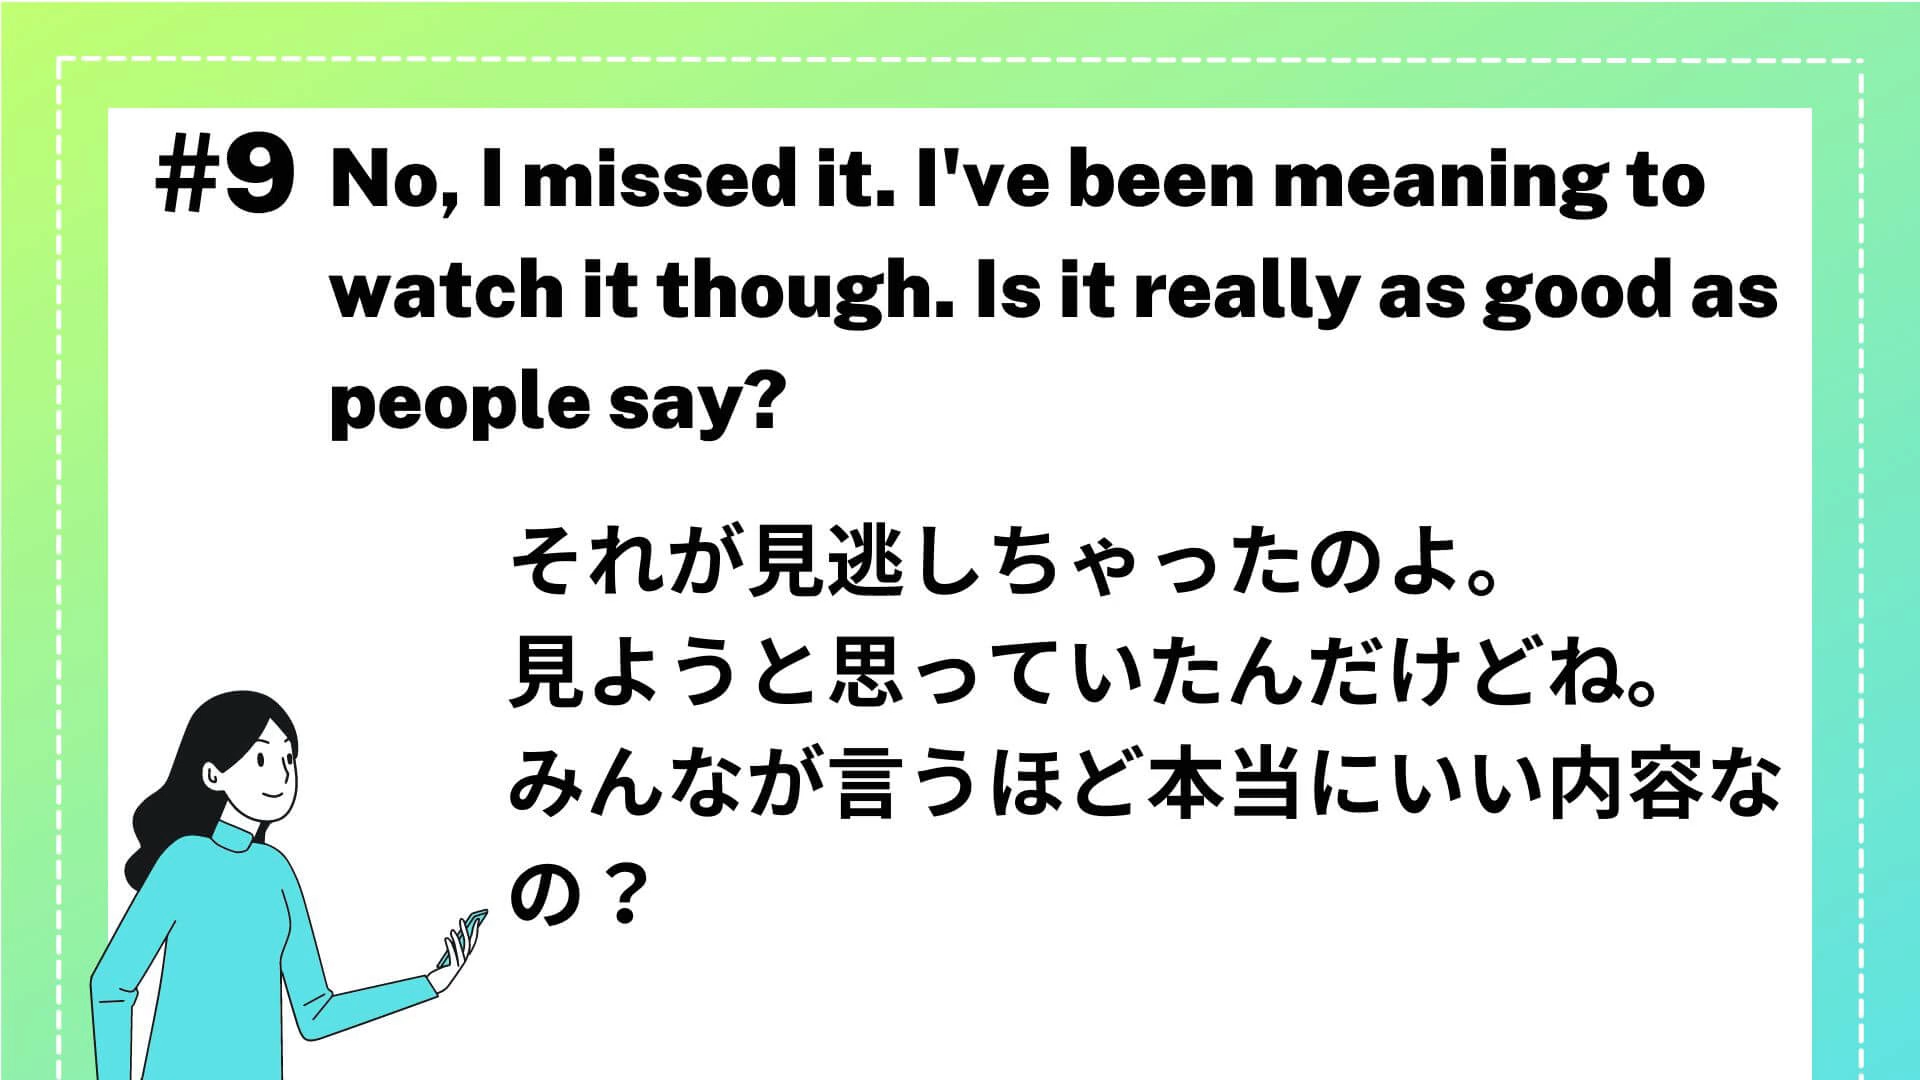 #9 No, I missed it. I've been meaning to
watch it though. Is it really as good as
people say?
それが見逃しちゃったのよ。
見ようと思っていたんだけどね。
みんなが言うほど本当にいい内容な
の？